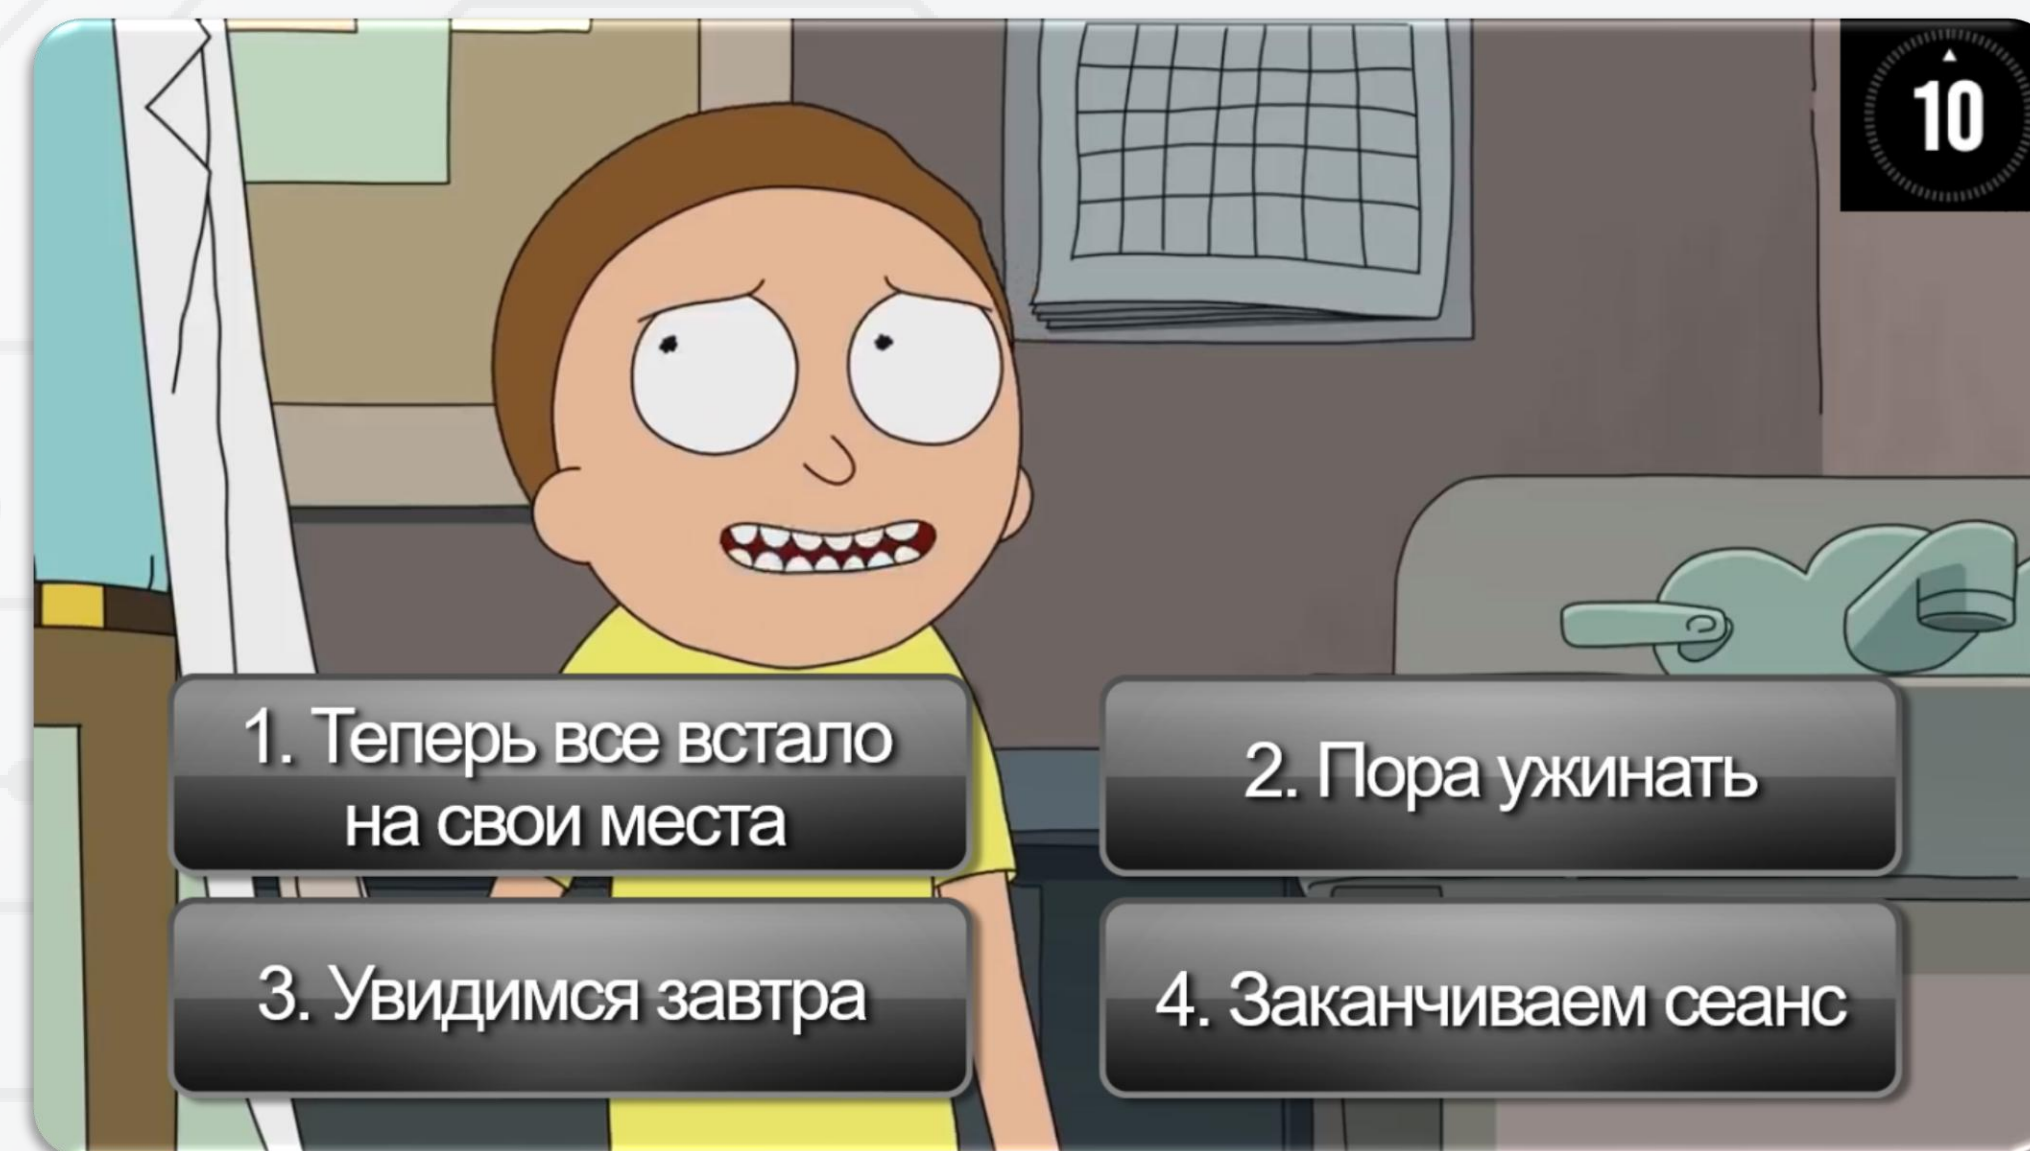 10
1. Теперь все встало
на свои места
2. Пора ужинать
3. Увидимся завтра
4. Заканчиваем сеанс